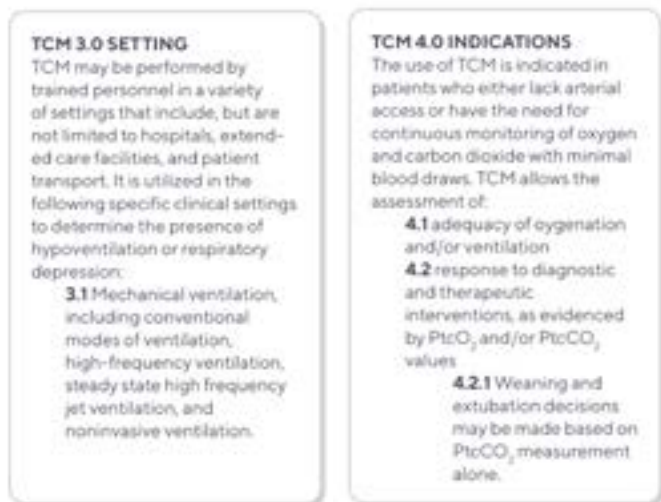 TCM 3.0 SETTING
TCM may be performed by
trained personnel in a variety
of settings that include, but are
not limited to hospitals, extend-
ed care facilities, and patient
transport. It is utilized in the
following specific clinical settings
to determine the presence of
hypoventilation or respiratory
depression:
3.1 Mechanical ventilation,
including conventional
modes of ventilation,
high-frequency ventilation,
steady state high frequency
jet ventilation, and
noninvasive ventilation.
TCM 4.0 INDICATIONS
The use of TCM is indicated in
patients who either lack arterial
access or have the need for
continuous monitoring of oxygen
and carbon dioxide with minimal
blood draws. TCM allows the
assessment of:
4.1 adequacy of oygenation
and/or ventilation
4.2 response to diagnostic
and therapeutic
interventions, as evidenced
by PtcO₂ and/or PtcCO₂
values
4.2.1 Weaning and
extubation decisions
may be made based on
PtcCO₂ measurement
alone.